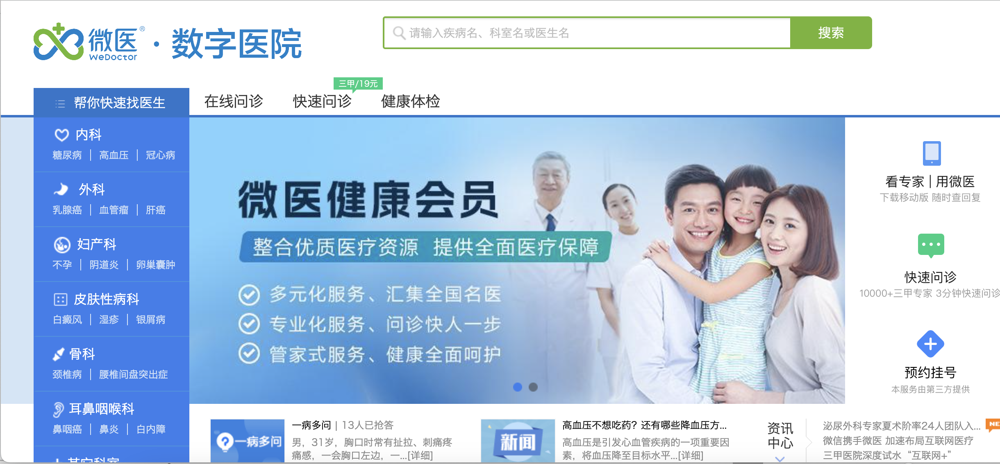 微医®
WeDoctor
·
数字医院
请输入疾病名、科室名或医生名
搜索
三甲/19元
帮你快速找医生
在线问诊
快速问诊
健康体检
内科
糖尿病 | 高血压 | 冠心病
外科
乳腺癌 | 血管瘤 | 肝癌
妇产科
不孕 | 阴道炎 | 卵巢囊肿
皮肤性病科
白癜风 | 湿疹 | 银屑病
骨科
颈椎病 | 腰椎间盘突出症
耳鼻咽喉科
鼻咽癌 | 鼻炎 | 白内障
其它科室
微医健康会员
整合优质医疗资源 提供全面医疗保障
多元化服务、汇集全国名医
专业化服务、问诊快人一步
管家式服务、健康全面呵护
看专家 | 用微医
下载移动版 随时查回复
快速问诊
10000+三甲专家 3分钟快速问诊
预约挂号
本服务由第三方提供
一病多问
一病多问 | 13人已抢答
男，31岁，胸口时常有扯拉、刺痛疼
痛感，一会胸口左边，一...[详细]
新闻
高血压不想吃药？还有哪些降血压方...
高血压是引发心血管疾病的一项重要因
素，将血压降至目标水平...[详细]
资讯
中心
泌尿外科专家夏术阶率24人团队入...
微信携手微医 加速布局互联网医疗
三甲医院深度试水“互联网+”